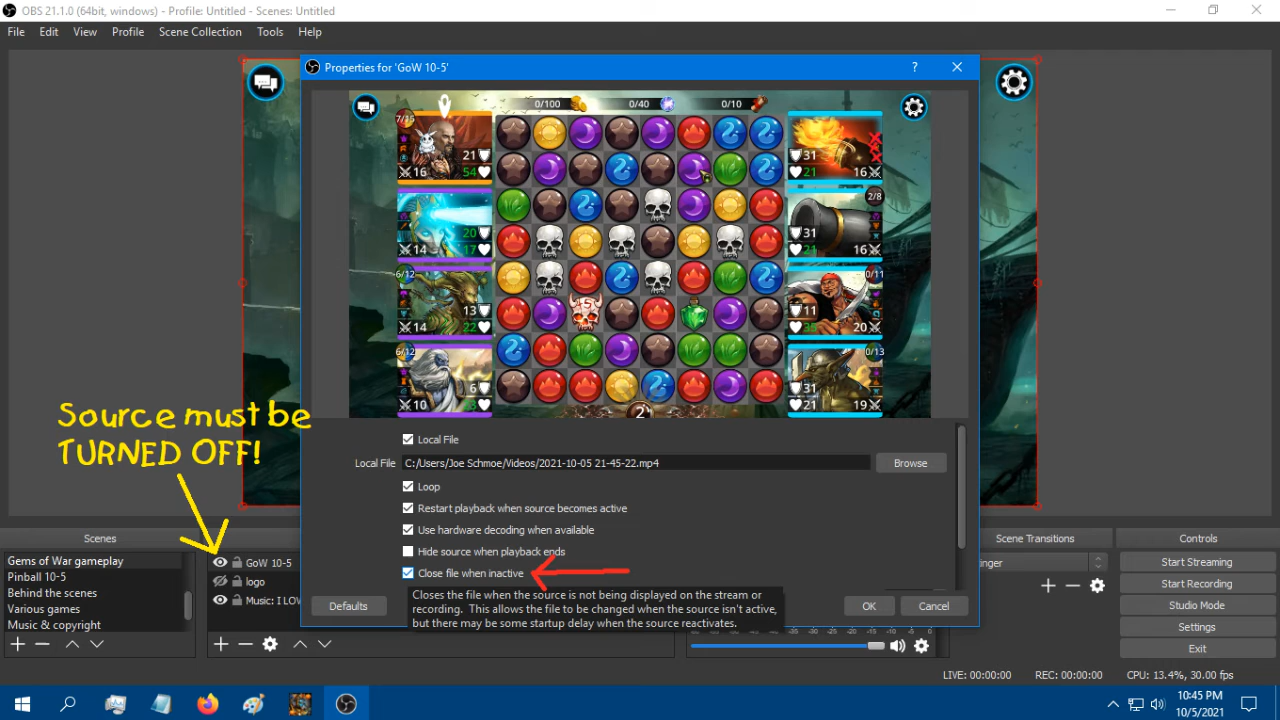 OBS 21.1.0 (64bit, windows) - Profile: Untitled - Scenes: Untitled
File Edit View Profile Scene Collection Tools Help
Properties for 'GoW 10-5'
?
0/100 0/40 0/10
7/15
21
16 54
31
21 16
20
14 17
2/8
31
21 16
6/12
13
14 22
0/11
11
35 20
6/12
6
10
0/13
31
21 19
2
Source must be
TURNED OFF!
Local File
Local File C:/Users/Joe Schmoe/Videos/2021-10-05 21-45-22.mp4 Browse
Loop
Restart playback when source becomes active
Use hardware decoding when available
Hide source when playback ends
Close file when inactive
Closes the file when the source is not being displayed on the stream or
recording. This allows the file to be changed when the source isn't active,
but there may be some startup delay when the source reactivates.
Defaults OK Cancel
Scenes
Gems of War gameplay
Pinball 10-5
Behind the scenes
Various games
Music & copyright
GoW 10-5
logo
Music: I LOV
Scene Transitions
inger
Controls
Start Streaming
Start Recording
Studio Mode
Settings
Exit
LIVE: 00:00:00 REC: 00:00:00 CPU: 13.4%, 30.00 fps
10:45 PM
10/5/2021